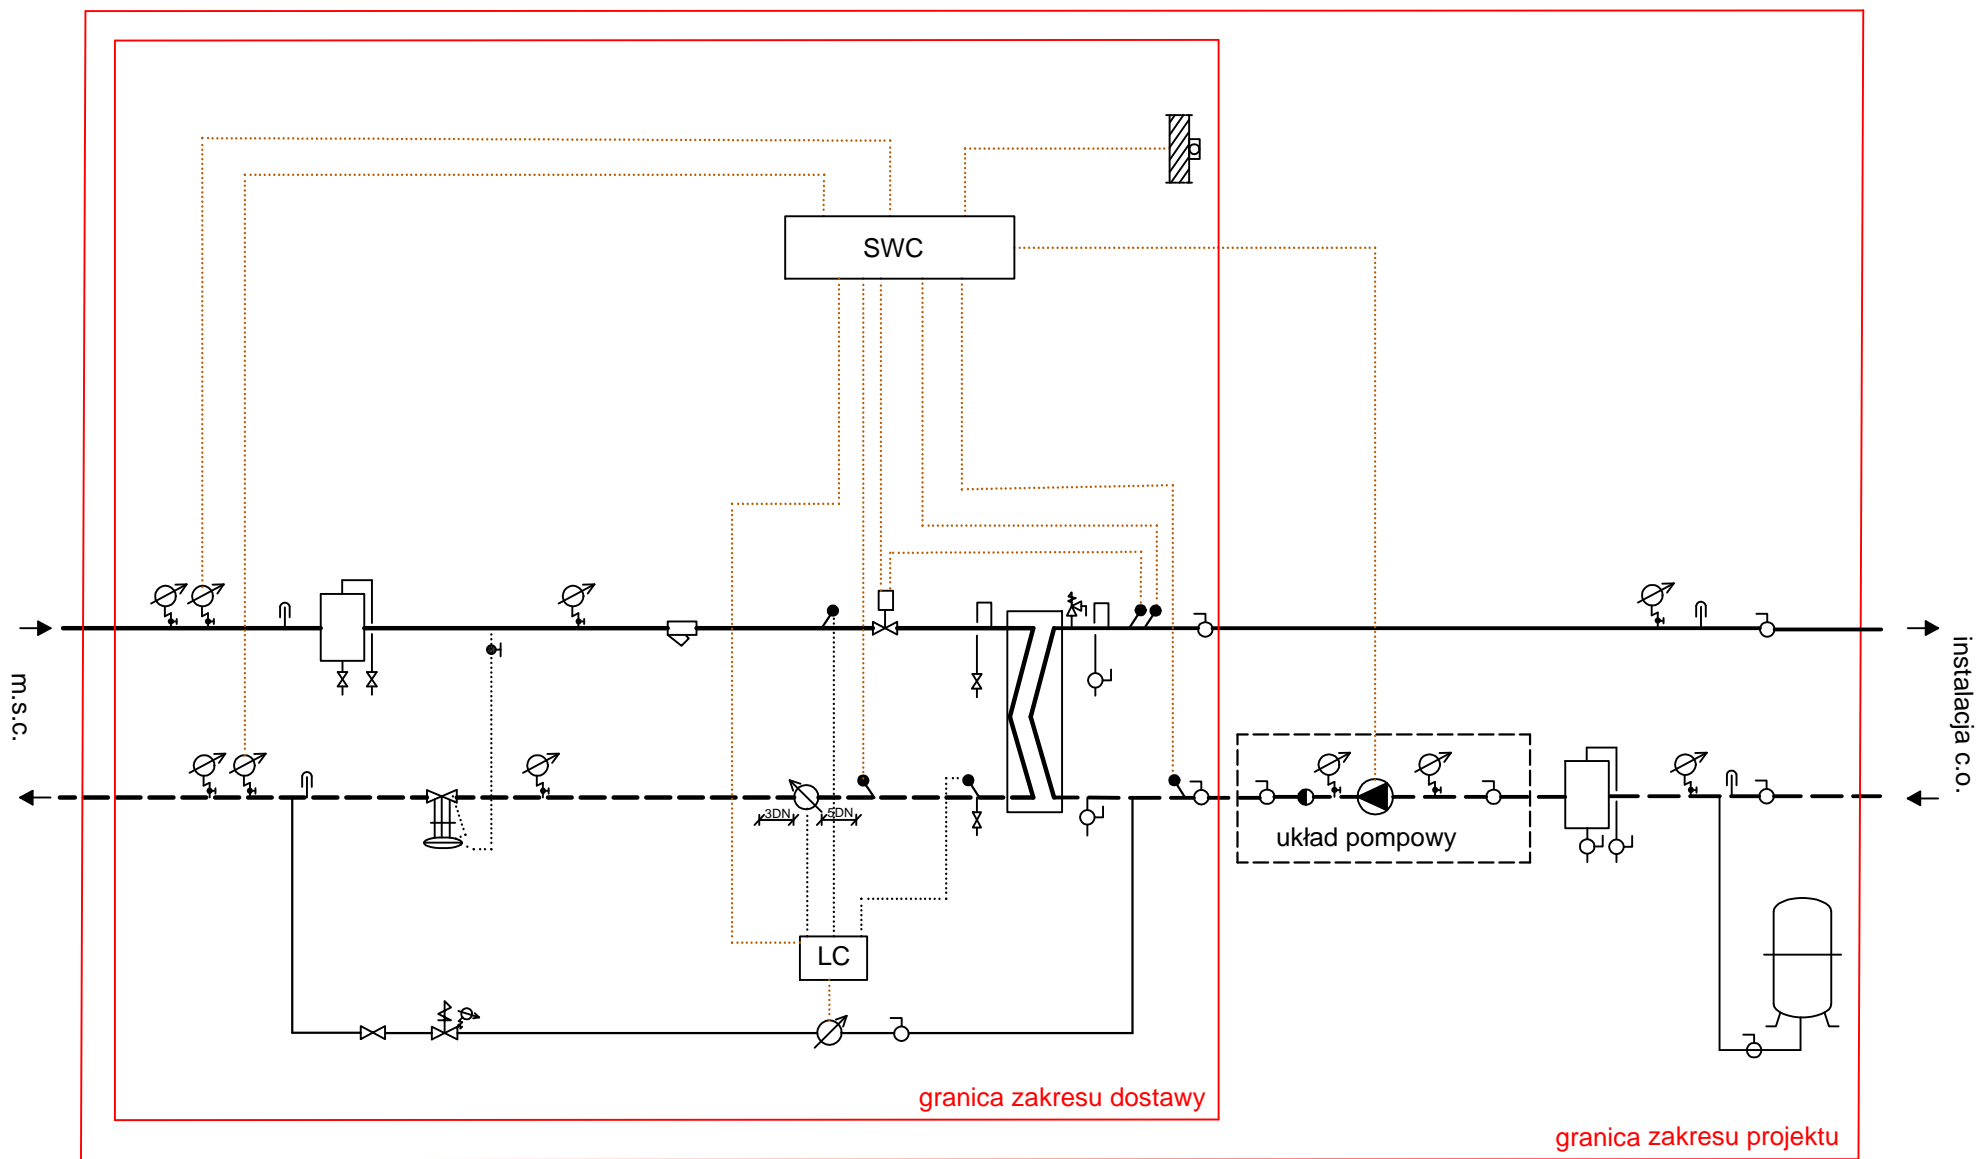 SWC
m.s.c.
instalacja c.o.
3DN
5DN
układ pompowy
LC
granica zakresu dostawy
granica zakresu projektu